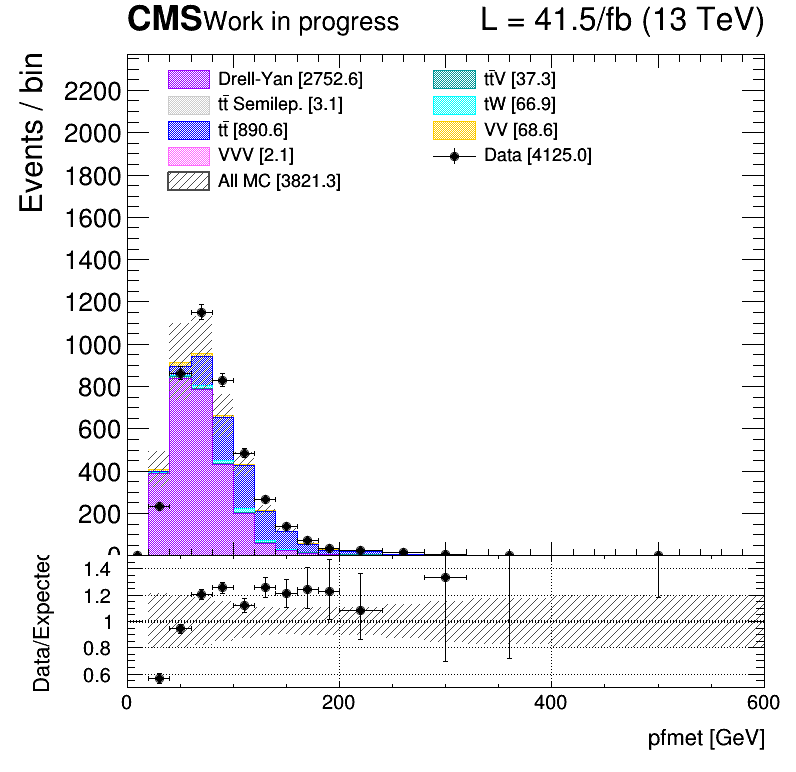 CMS Work in progress L = 41.5/fb (13 TeV)
Events / bin
Drell-Yan [2752.6]
tt̄ Semilep. [3.1]
tt̄ [890.6]
VVV [2.1]
All MC [3821.3]
tt̄V [37.3]
tW [66.9]
VV [68.6]
Data [4125.0]
2200
2000
1800
1600
1400
1200
1000
800
600
400
200
0
Data/Expected
1.4
1.2
1
0.8
0.6
0 200 400 600
pfmet [GeV]